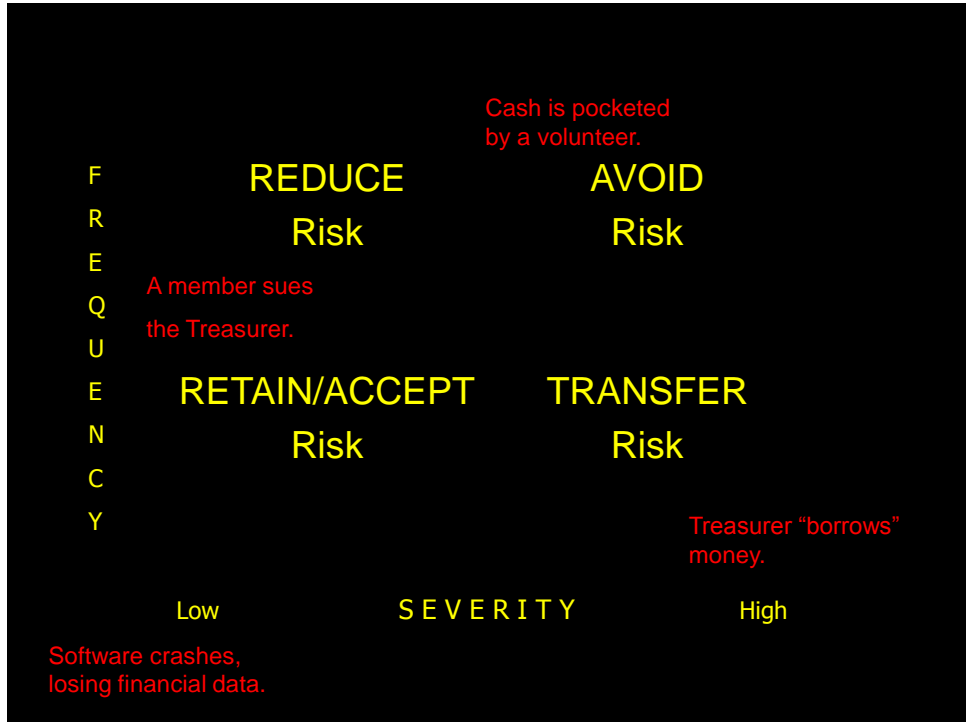 Cash is pocketed
by a volunteer.
FREQUENCY
REDUCE
Risk
AVOID
Risk
A member sues
the Treasurer.
RETAIN/ACCEPT
Risk
TRANSFER
Risk
Treasurer “borrows”
money.
Low
S E V E R I T Y
High
Software crashes,
losing financial data.